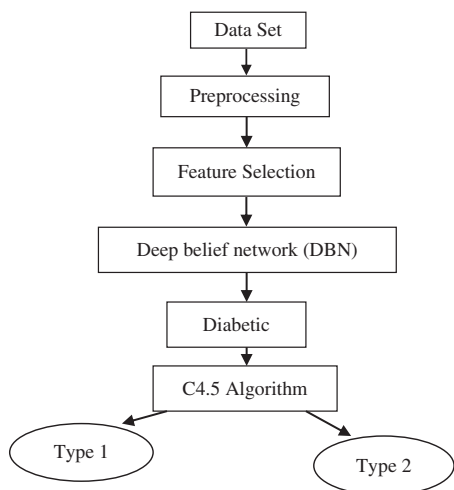 Data Set
Preprocessing
Feature Selection
Deep belief network (DBN)
Diabetic
C4.5 Algorithm
Type 1
Type 2